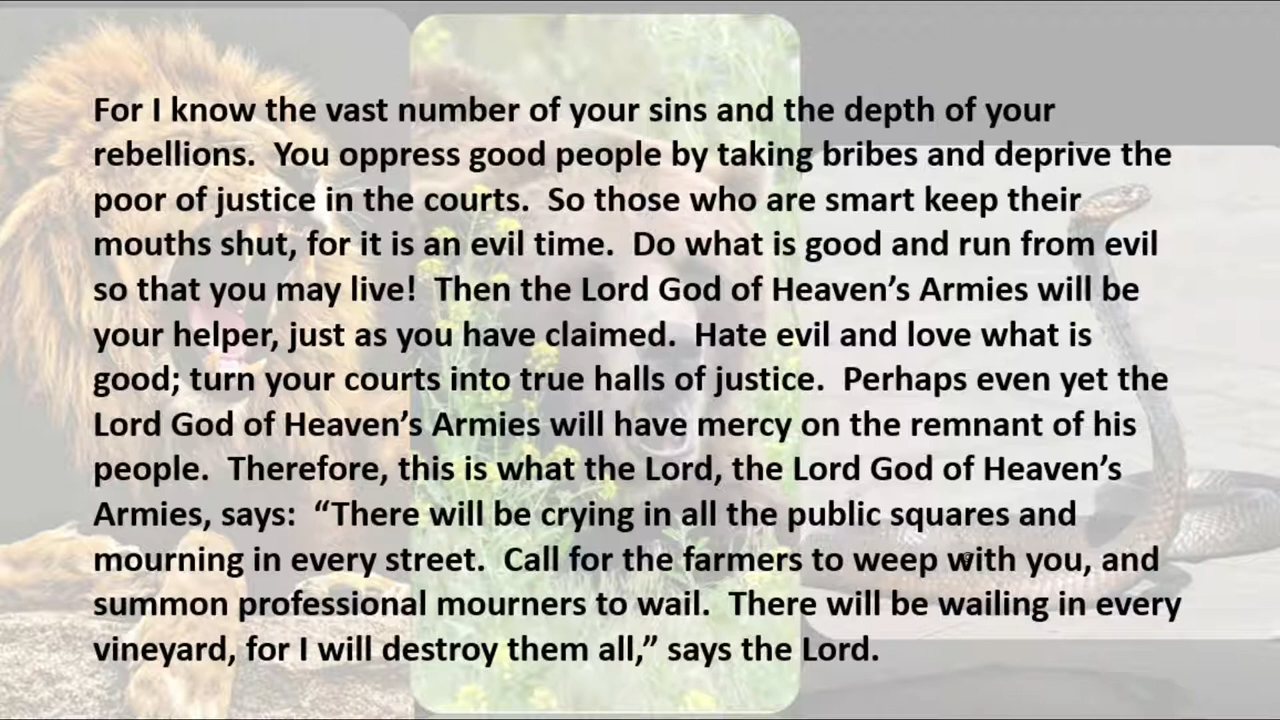 For I know the vast number of your sins and the depth of your
rebellions.  You oppress good people by taking bribes and deprive the
poor of justice in the courts.  So those who are smart keep their
mouths shut, for it is an evil time.  Do what is good and run from evil
so that you may live!  Then the Lord God of Heaven’s Armies will be
your helper, just as you have claimed.  Hate evil and love what is
good; turn your courts into true halls of justice.  Perhaps even yet the
Lord God of Heaven’s Armies will have mercy on the remnant of his
people.  Therefore, this is what the Lord, the Lord God of Heaven’s
Armies, says:  “There will be crying in all the public squares and
mourning in every street.  Call for the farmers to weep with you, and
summon professional mourners to wail.  There will be wailing in every
vineyard, for I will destroy them all,” says the Lord.